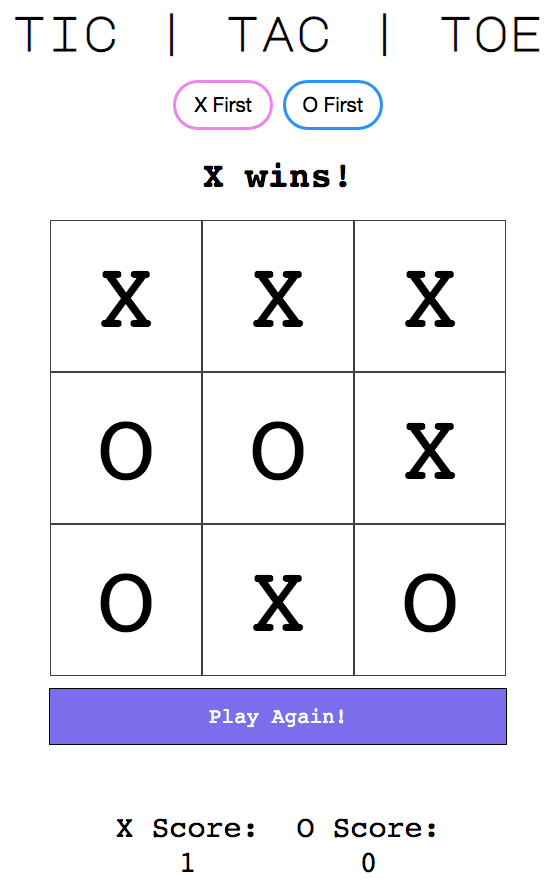 TIC | TAC | TOE
X First O First
X wins!
X X X
O O X
O X O
Play Again!
X Score: O Score:
1 0